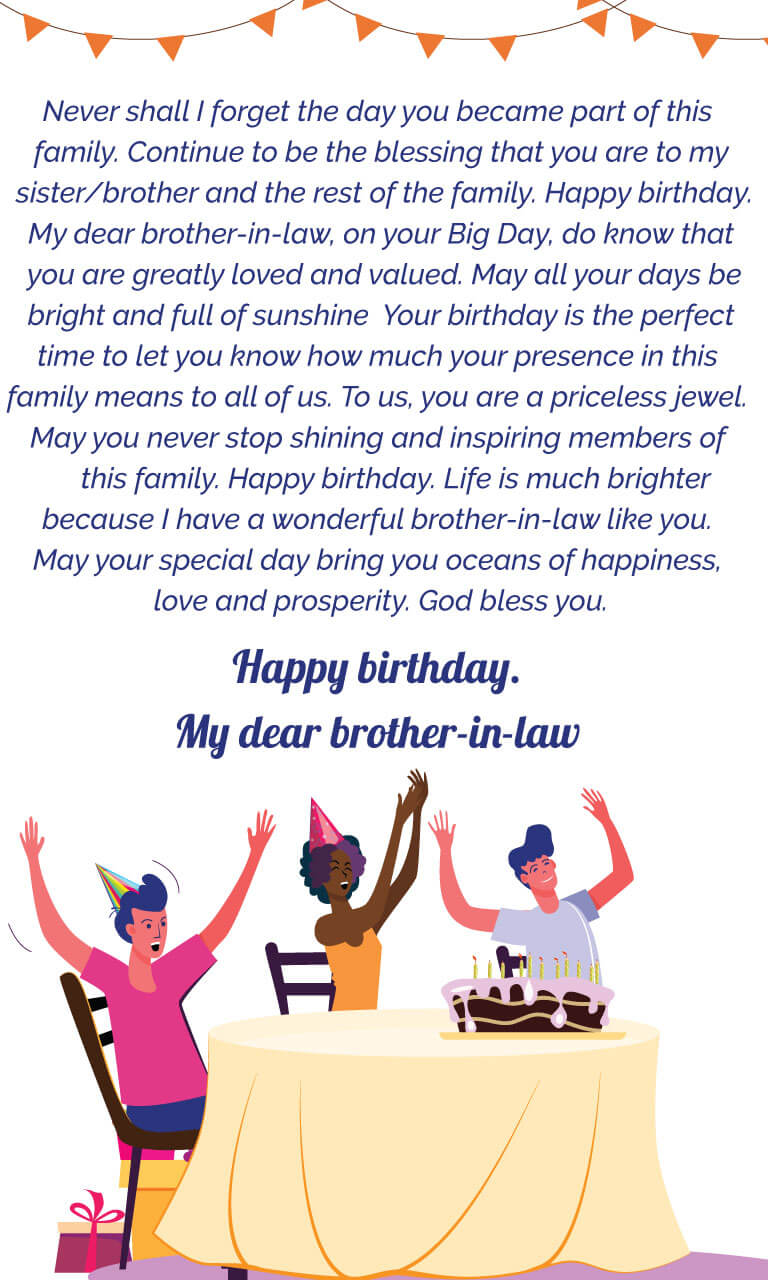 Never shall I forget the day you became part of this
family. Continue to be the blessing that you are to my
sister/brother and the rest of the family. Happy birthday.
My dear brother-in-law, on your Big Day, do know that
you are greatly loved and valued. May all your days be
bright and full of sunshine  Your birthday is the perfect
time to let you know how much your presence in this
family means to all of us. To us, you are a priceless jewel.
May you never stop shining and inspiring members of
this family. Happy birthday. Life is much brighter
because I have a wonderful brother-in-law like you.
May your special day bring you oceans of happiness,
love and prosperity. God bless you.
Happy birthday.
My dear brother-in-law